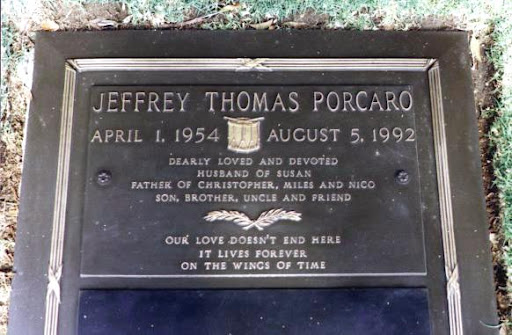 JEFFREY THOMAS PORCARO
APRIL 1, 1954 AUGUST 5, 1992
DEARLY LOVED AND DEVOTED
HUSBAND OF SUSAN
FATHER OF CHRISTOPHER, MILES AND NICO
SON, BROTHER, UNCLE AND FRIEND
OUR LOVE DOESN'T END HERE
IT LIVES FOREVER
ON THE WINGS OF TIME